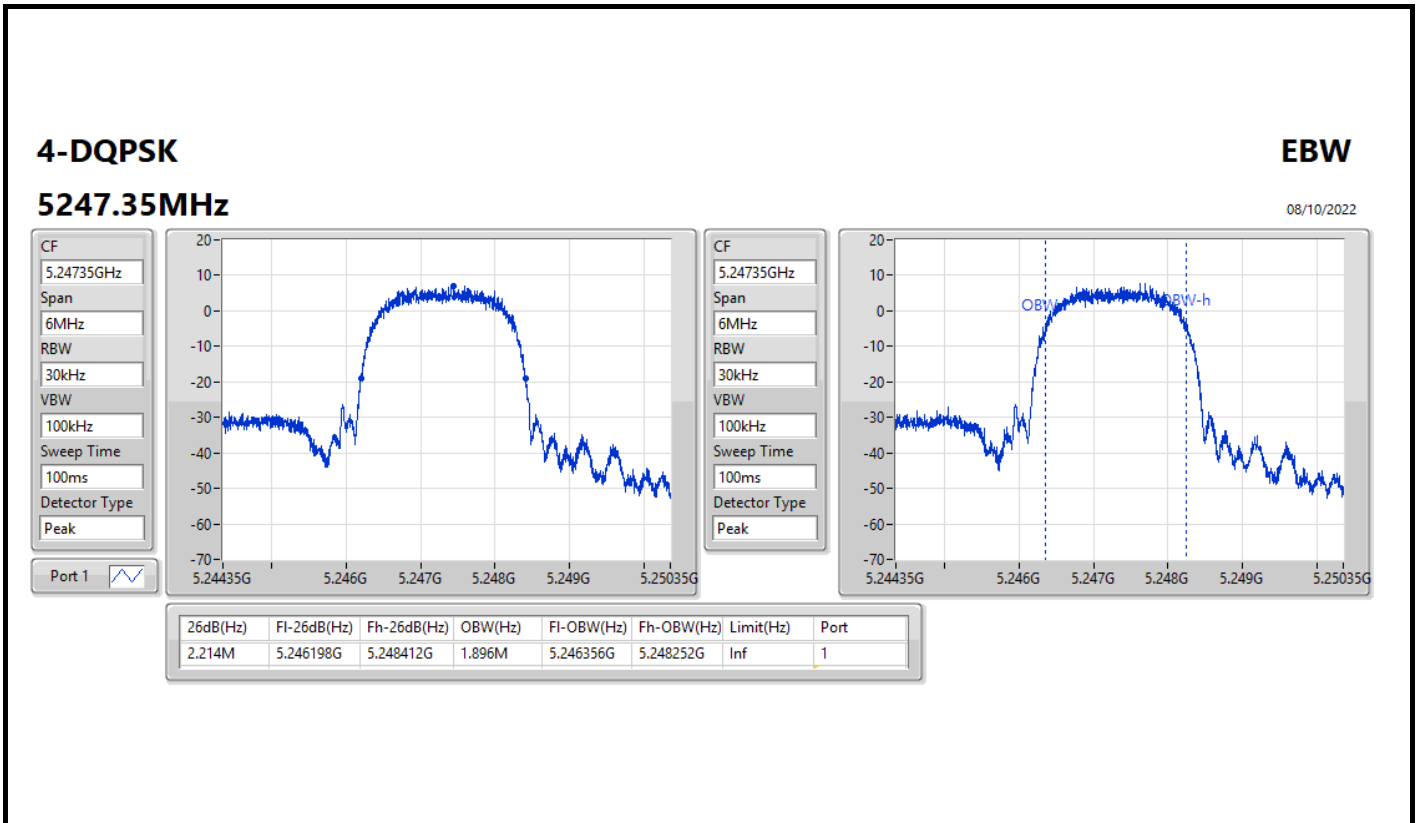 4-DQPSK
EBW
5247.35MHz
08/10/2022
CF
5.24735GHz
Span
6MHz
RBW
30kHz
VBW
100kHz
Sweep Time
100ms
Detector Type
Peak
Port 1
20
10
0
-10
-20
-30
-40
-50
-60
-70
5.24435G 5.246G 5.247G 5.248G 5.249G 5.25035G
CF
5.24735GHz
Span
6MHz
RBW
30kHz
VBW
100kHz
Sweep Time
100ms
Detector Type
Peak
20
10
0
-10
-20
-30
-40
-50
-60
-70
OBW-h
5.24435G 5.246G 5.247G 5.248G 5.249G 5.25035G
26dB(Hz) Fl-26dB(Hz) Fh-26dB(Hz) OBW(Hz) Fl-OBW(Hz) Fh-OBW(Hz) Limit(Hz) Port
2.214M 5.246198G 5.248412G 1.896M 5.246356G 5.248252G Inf 1